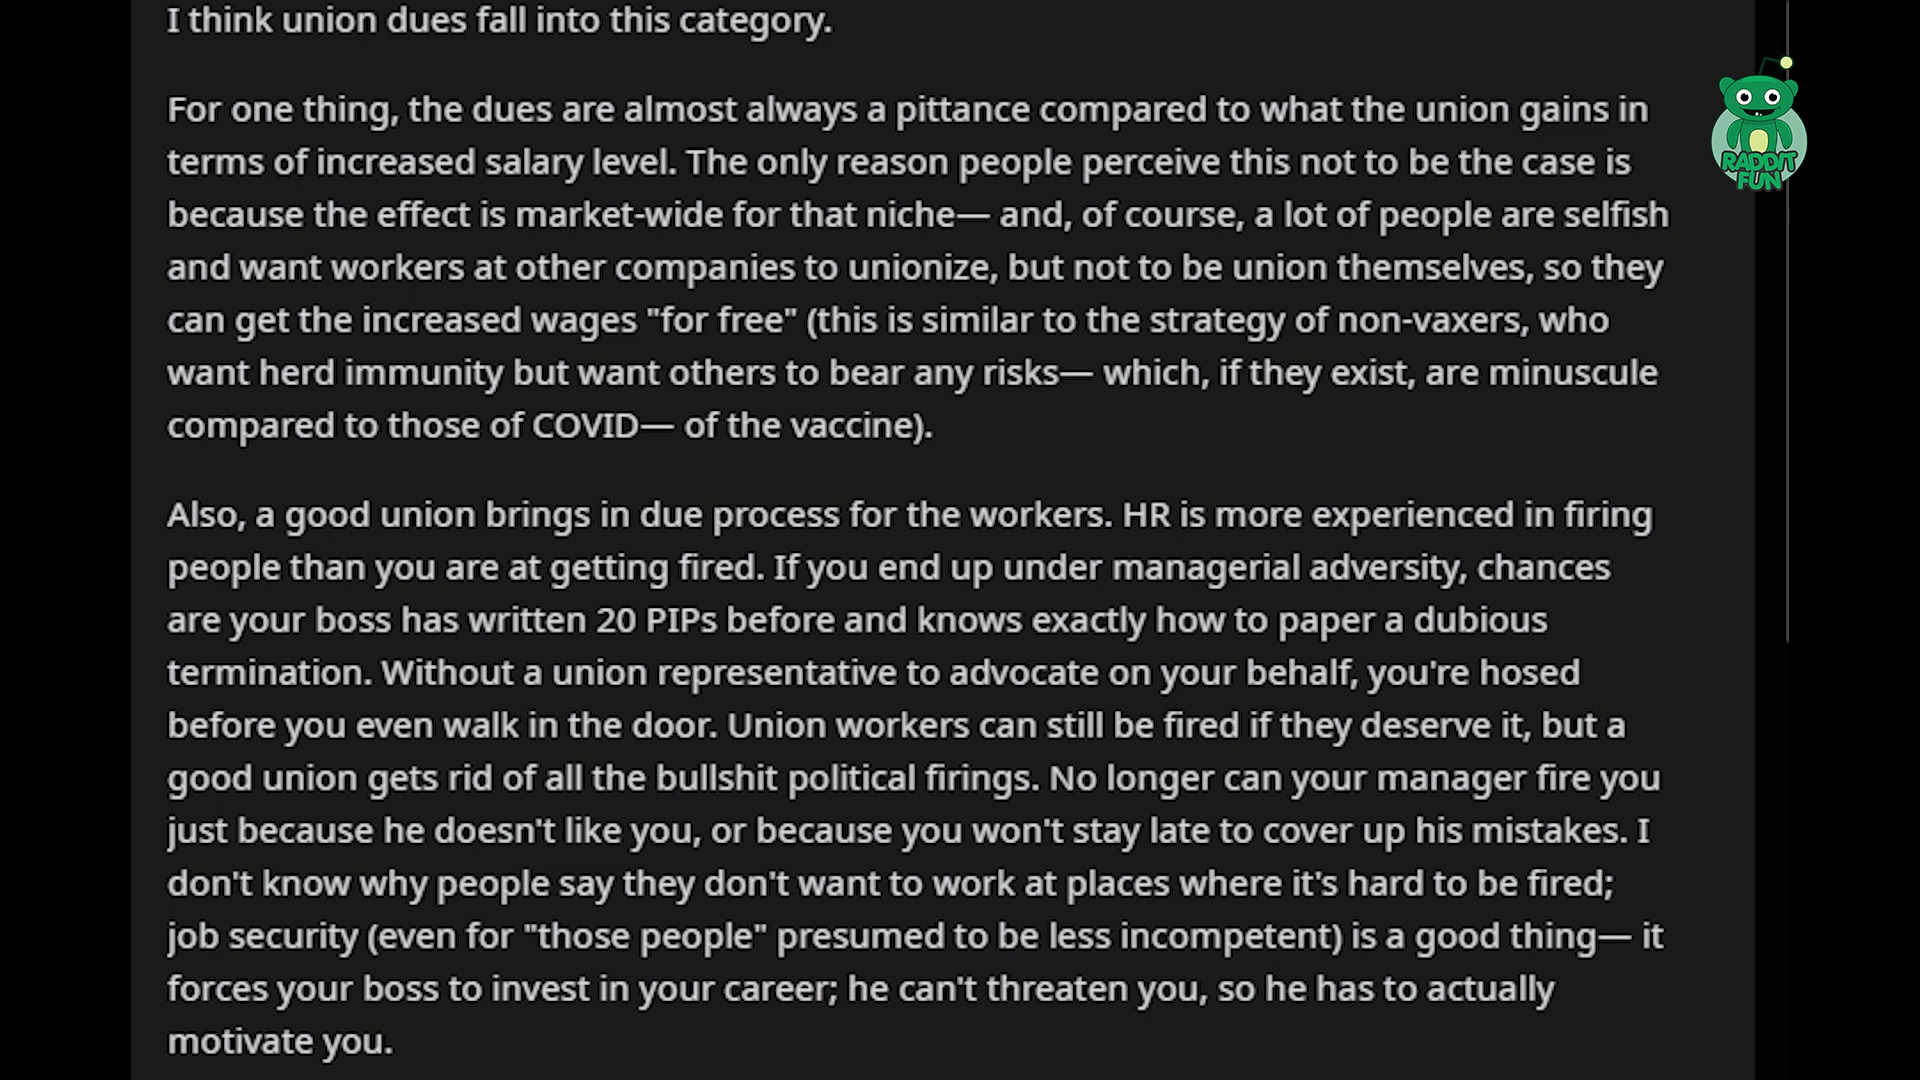 I think union dues fall into this category.
For one thing, the dues are almost always a pittance compared to what the union gains in
terms of increased salary level. The only reason people perceive this not to be the case is
because the effect is market-wide for that niche— and, of course, a lot of people are selfish
and want workers at other companies to unionize, but not to be union themselves, so they
can get the increased wages "for free" (this is similar to the strategy of non-vaxers, who
want herd immunity but want others to bear any risks— which, if they exist, are minuscule
compared to those of COVID— of the vaccine).
Also, a good union brings in due process for the workers. HR is more experienced in firing
people than you are at getting fired. If you end up under managerial adversity, chances
are your boss has written 20 PIPs before and knows exactly how to paper a dubious
termination. Without a union representative to advocate on your behalf, you're hosed
before you even walk in the door. Union workers can still be fired if they deserve it, but a
good union gets rid of all the bullshit political firings. No longer can your manager fire you
just because he doesn't like you, or because you won't stay late to cover up his mistakes. I
don't know why people say they don't want to work at places where it's hard to be fired;
job security (even for "those people" presumed to be less incompetent) is a good thing— it
forces your boss to invest in your career; he can't threaten you, so he has to actually
motivate you.
RADDIT
FUN